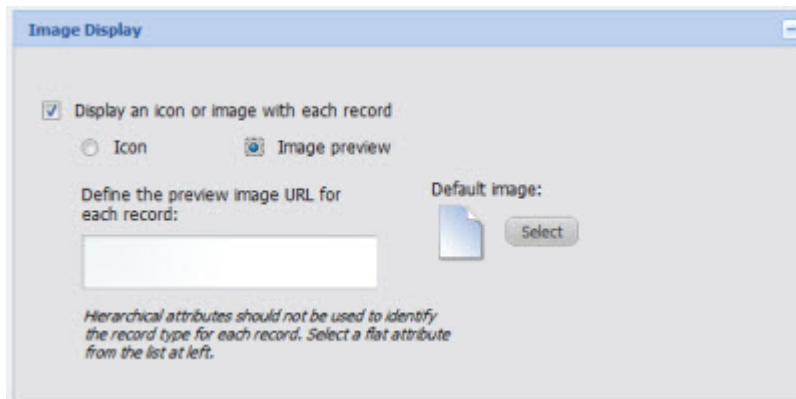 Image Display
Display an icon or image with each record
Icon
Image preview
Define the preview image URL for
each record:
Default image:
Select
Hierarchical attributes should not be used to identify
the record type for each record. Select a flat attribute
from the list at left.